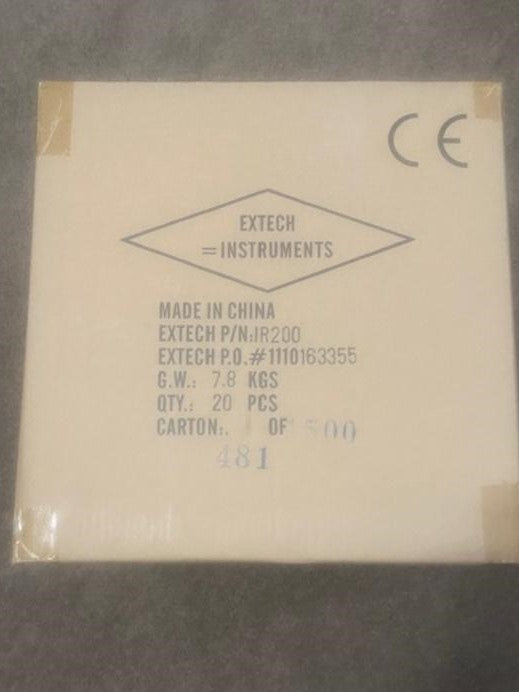 CE
EXTECH
=INSTRUMENTS
MADE IN CHINA
EXTECH P/N:IR200
EXTECH P.O.#1110163355
G.W.: 7.8 KGS
QTY.: 20 PCS
CARTON:. OF 500
481